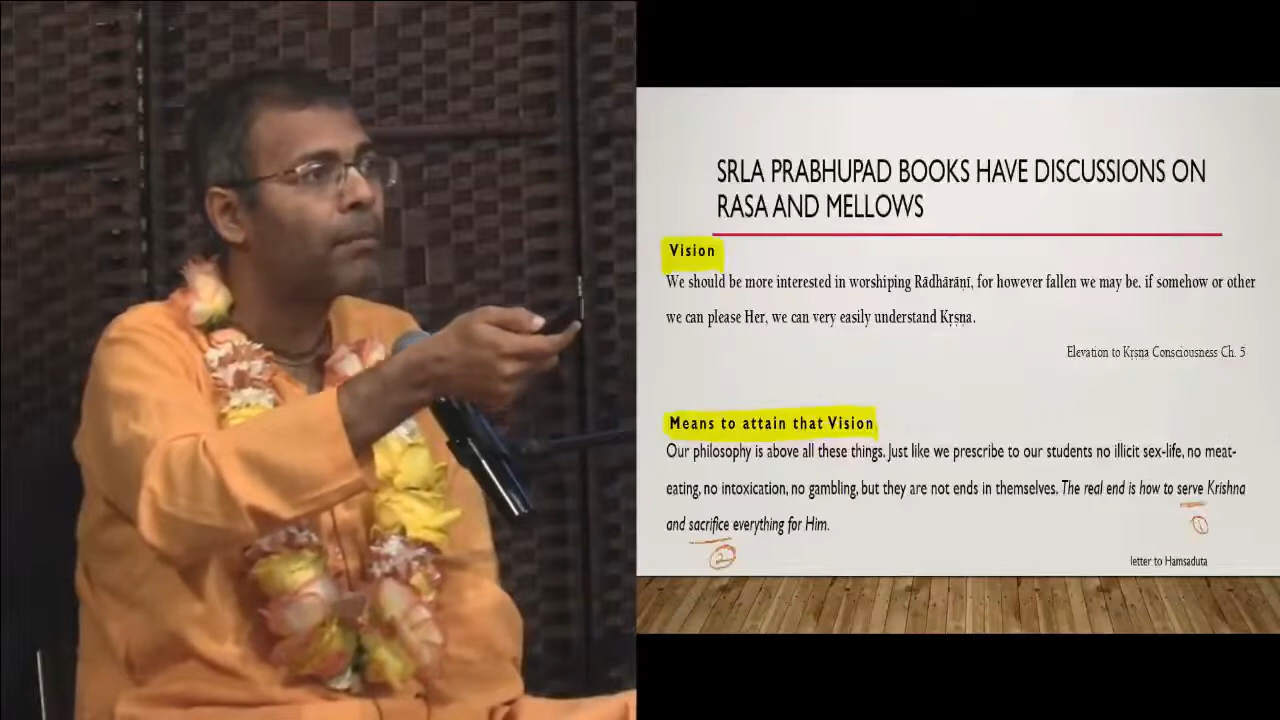 SRLA PRABHUPAD BOOKS HAVE DISCUSSIONS ON
RASA AND MELLOWS
Vision
We should be more interested in worshiping Rādhārāṇī, for however fallen we may be. if somehow or other
we can please Her, we can very easily understand Kṛṣṇa.
Elevation to Kṛṣṇa Consciousness Ch. 5
Means to attain that Vision
Our philosophy is above all these things. Just like we prescribe to our students no illicit sex-life, no meat-
eating, no intoxication, no gambling, but they are not ends in themselves. The real end is how to serve Krishna
1
and sacrifice everything for Him.
2
letter to Hamsaduta